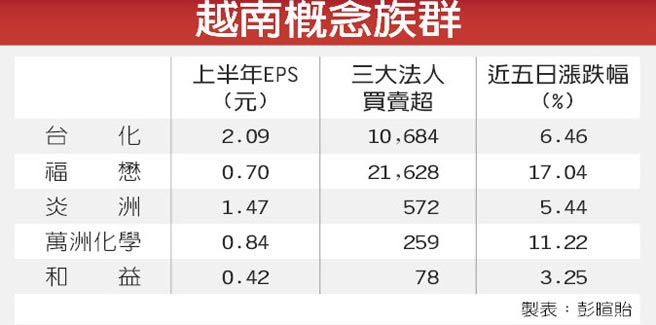 越南概念族群
上半年EPS（元） 三大法人買賣超 近五日漲跌幅（%）
台化 2.09 10,684 6.46
福懋 0.70 21,628 17.04
炎洲 1.47 572 5.44
萬洲化學 0.84 259 11.22
和益 0.42 78 3.25
製表：彭暄貽